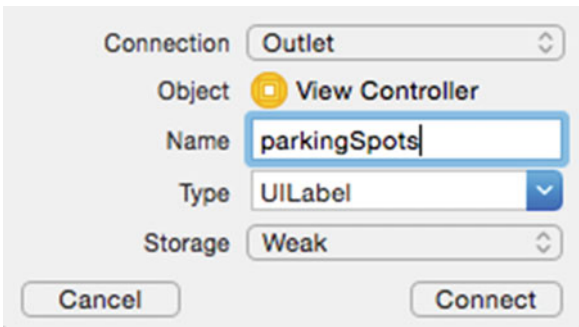 Connection Outlet
Object View Controller
Name parkingSpots
Type UILabel
Storage Weak
Cancel Connect